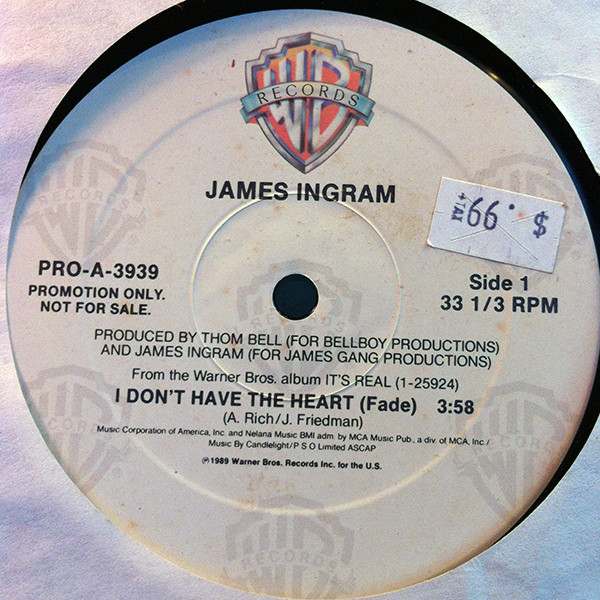 WB
RECORDS
JAMES INGRAM
$ .99 +TAX
PRO-A-3939
PROMOTION ONLY.
NOT FOR SALE.
Side 1
33 1/3 RPM
PRODUCED BY THOM BELL (FOR BELLBOY PRODUCTIONS)
AND JAMES INGRAM (FOR JAMES GANG PRODUCTIONS)
From the Warner Bros. album IT'S REAL (1-25924)
I DON'T HAVE THE HEART (Fade) 3:58
(A. Rich/J. Friedman)
Music Corporation of America, Inc. and Nelana Music BMI adm. by MCA Music Pub., a div. of MCA, Inc./
Music By Candlelight/P S O Limited ASCAP
℗1989 Warner Bros. Records Inc. for the U.S.